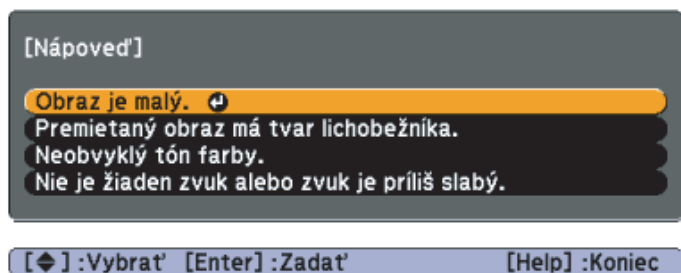 [Nápoveď]
Obraz je malý.
Premietaný obraz má tvar lichobežníka.
Neobvyklý tón farby.
Nie je žiaden zvuk alebo zvuk je príliš slabý.
[◆] :Vybrať [Enter] :Zadať [Help] :Koniec